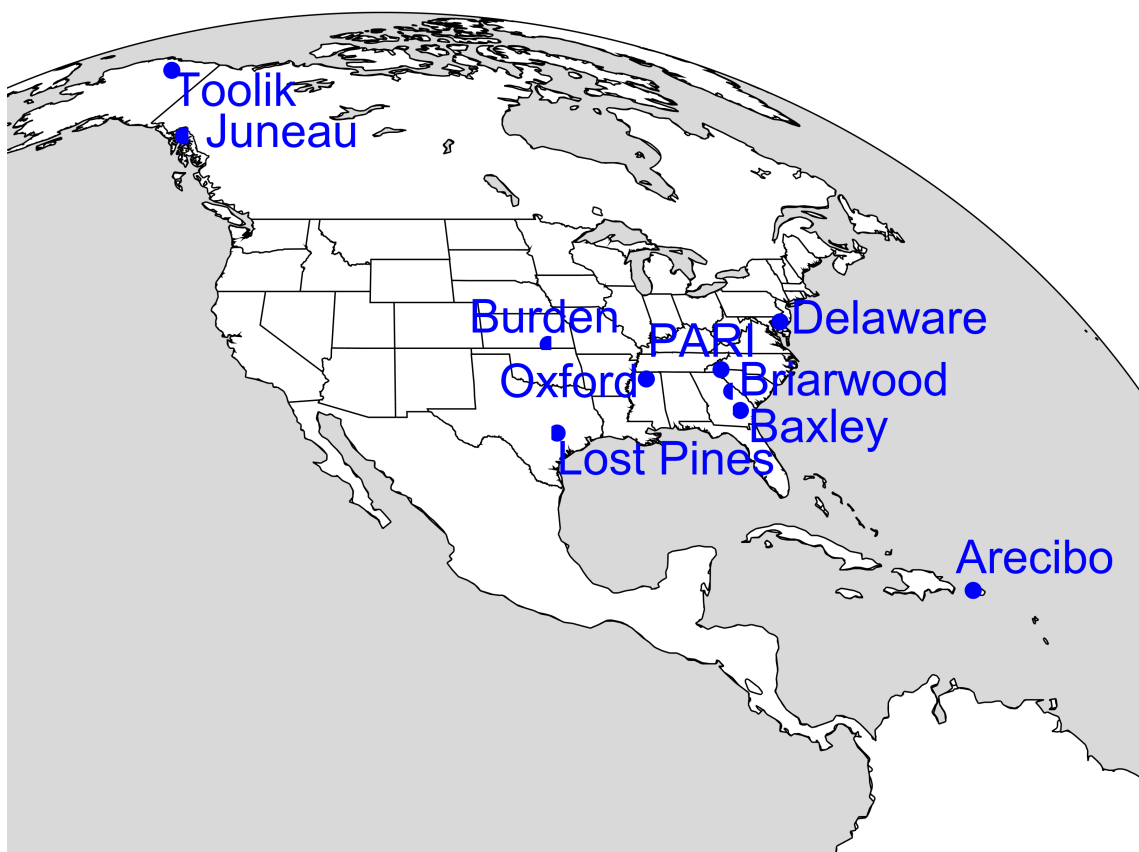 Toolik
Juneau
Burden
Delaware
PARI
Oxford
Briarwood
Baxley
Lost Pines
Arecibo